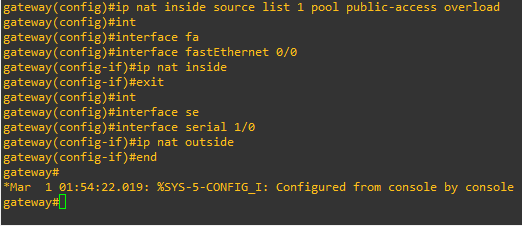 gateway(config)#ip nat inside source list 1 pool public-access overload
gateway(config)#int
gateway(config)#interface fa
gateway(config)#interface fastEthernet 0/0
gateway(config-if)#ip nat inside
gateway(config-if)#exit
gateway(config)#int
gateway(config)#interface se
gateway(config)#interface serial 1/0
gateway(config-if)#ip nat outside
gateway(config-if)#end
gateway#
*Mar  1 01:54:22.019: %SYS-5-CONFIG_I: Configured from console by console
gateway#